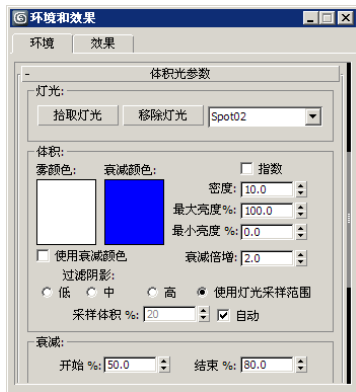 环境和效果
环境 效果
- 体积光参数
灯光:
拾取灯光 移除灯光 Spot02
体积:
雾颜色: 衰减颜色: 指数
密度: 10.0
最大亮度%: 100.0
最小亮度 %: 0.0
使用衰减颜色 衰减倍增: 2.0
过滤阴影:
低 中 高 使用灯光采样范围
采样体积 %: 20 自动
衰减:
开始 %: 50.0 结束 %: 80.0